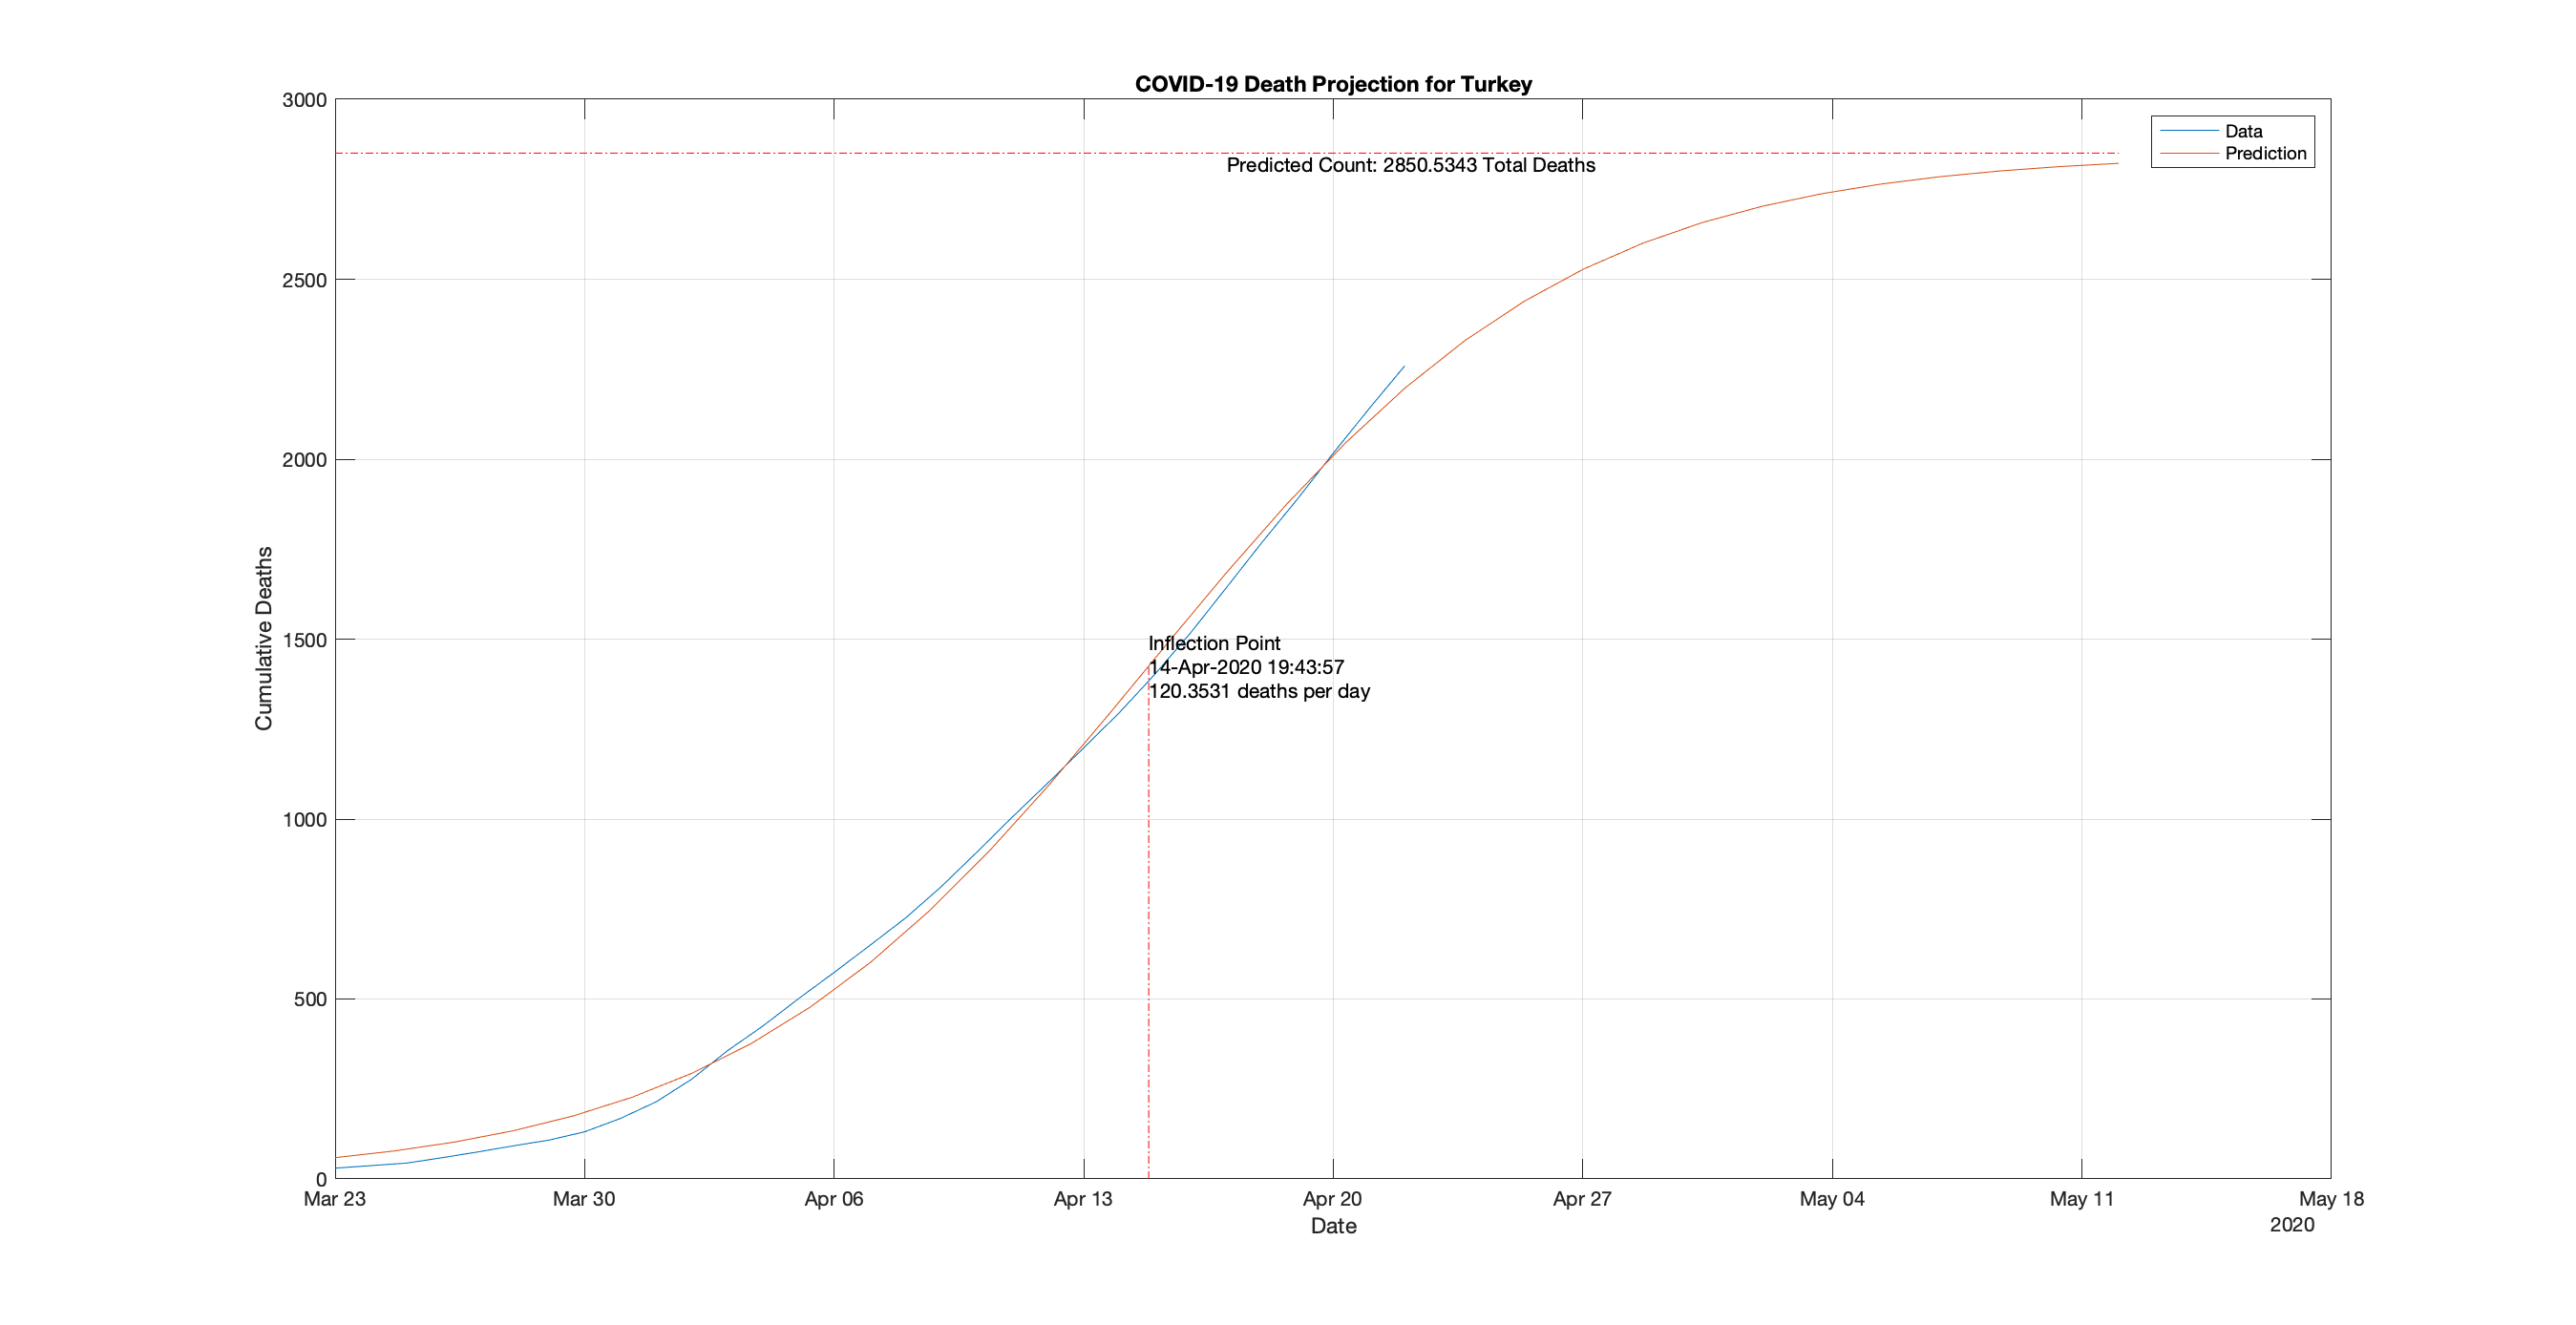 COVID-19 Death Projection for Turkey
3000
2500
2000
1500
1000
500
0
Cumulative Deaths
Data
Prediction
Predicted Count: 2850.5343 Total Deaths
Inflection Point
14-Apr-2020 19:43:57
120.3531 deaths per day
Mar 23 Mar 30 Apr 06 Apr 13 Apr 20 Apr 27 May 04 May 11 May 18
2020
Date